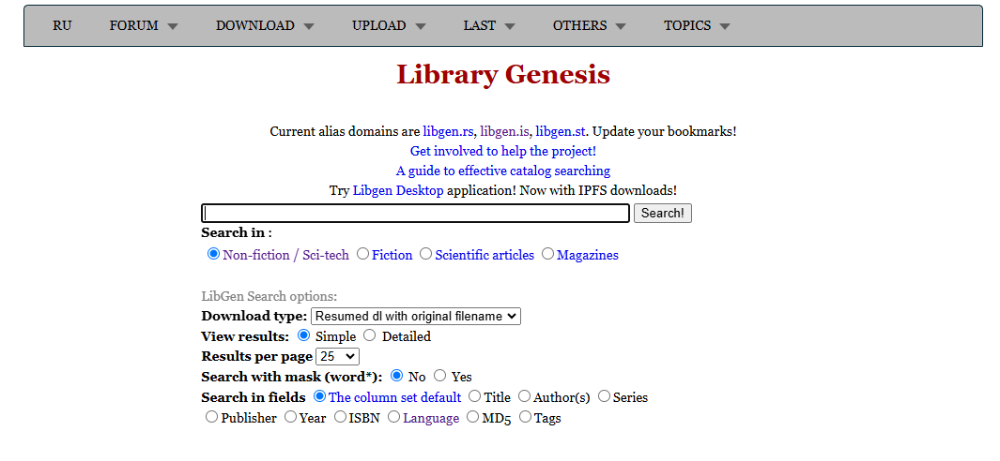 RU FORUM DOWNLOAD UPLOAD LAST OTHERS TOPICS
Library Genesis
Current alias domains are libgen.rs, libgen.is, libgen.st. Update your bookmarks!
Get involved to help the project!
A guide to effective catalog searching
Try Libgen Desktop application! Now with IPFS downloads!
Search!
Search in :
Non-fiction / Sci-tech Fiction Scientific articles Magazines
LibGen Search options:
Download type: Resumed dl with original filename
View results: Simple Detailed
Results per page 25
Search with mask (word*): No Yes
Search in fields The column set default Title Author(s) Series
Publisher Year ISBN Language MD5 Tags